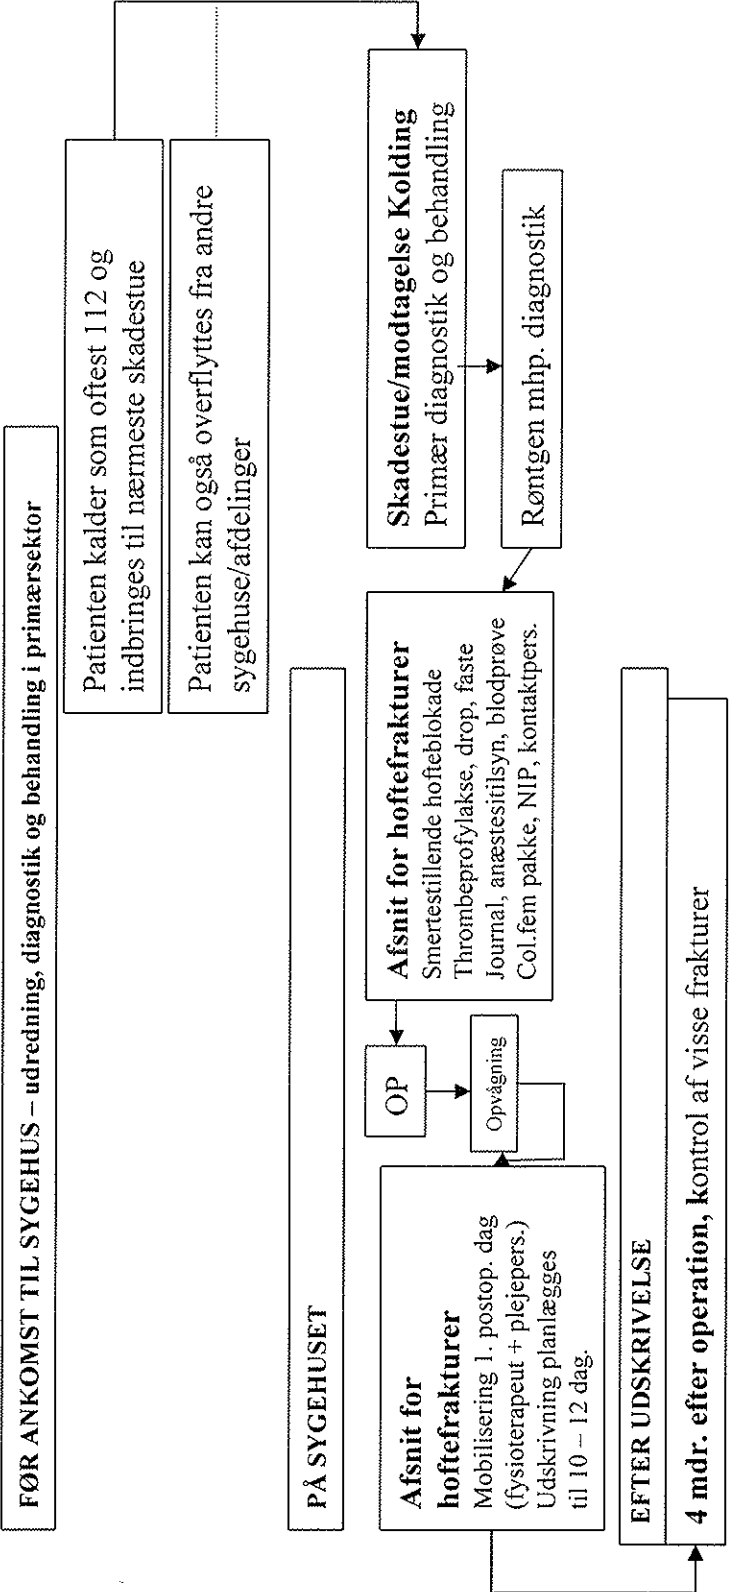 FØR ANKOMST TIL SYGEHUS – udredning, diagnostik og behandling i primærsektor
Patienten kalder som oftest 112 og
indbringes til nærmeste skadestue
Patienten kan også overflyttes fra andre
sygehuse/afdelinger
PÅ SYGEHUSET
Skadestue/modtagelse Kolding
Primær diagnostik og behandling
Røntgen mhp. diagnostik
Afsnit for hoftefrakturer
Smertestillende hofteblokade
Thrombeprofylakse, drop, faste
Journal, anæstesitilsyn, blodprøve
Col.fem pakke, NIP, kontaktpers.
OP
Opvågning
Afsnit for
hoftefrakturer
Mobilisering 1. postop. dag
(fysioterapeut + plejepers.)
Udskrivning planlægges
til 10 – 12 dag.
EFTER UDSKRIVELSE
4 mdr. efter operation, kontrol af visse frakturer